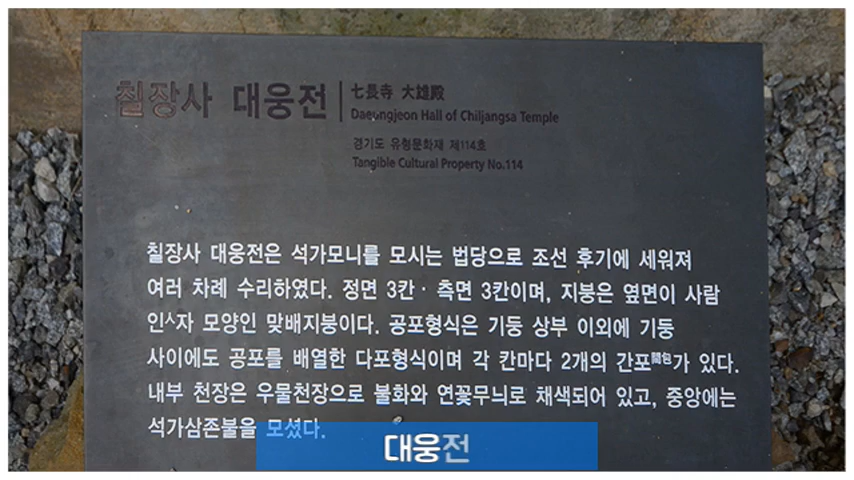 칠장사 대웅전
七長寺 大雄殿
Daeungjeon Hall of Chiljangsa Temple
경기도 유형문화재 제114호
Tangible Cultural Property No.114
칠장사 대웅전은 석가모니를 모시는 법당으로 조선 후기에 세워져
여러 차례 수리하였다. 정면 3칸 · 측면 3칸이며, 지붕은 옆면이 사람
인ㅅ자 모양인 맞배지붕이다. 공포형식은 기둥 상부 이외에 기둥
사이에도 공포를 배열한 다포형식이며 각 칸마다 2개의 간포間包가 있다.
내부 천장은 우물천장으로 불화와 연꽃무늬로 채색되어 있고, 중앙에는
석가삼존불을 모셨다.
대웅전